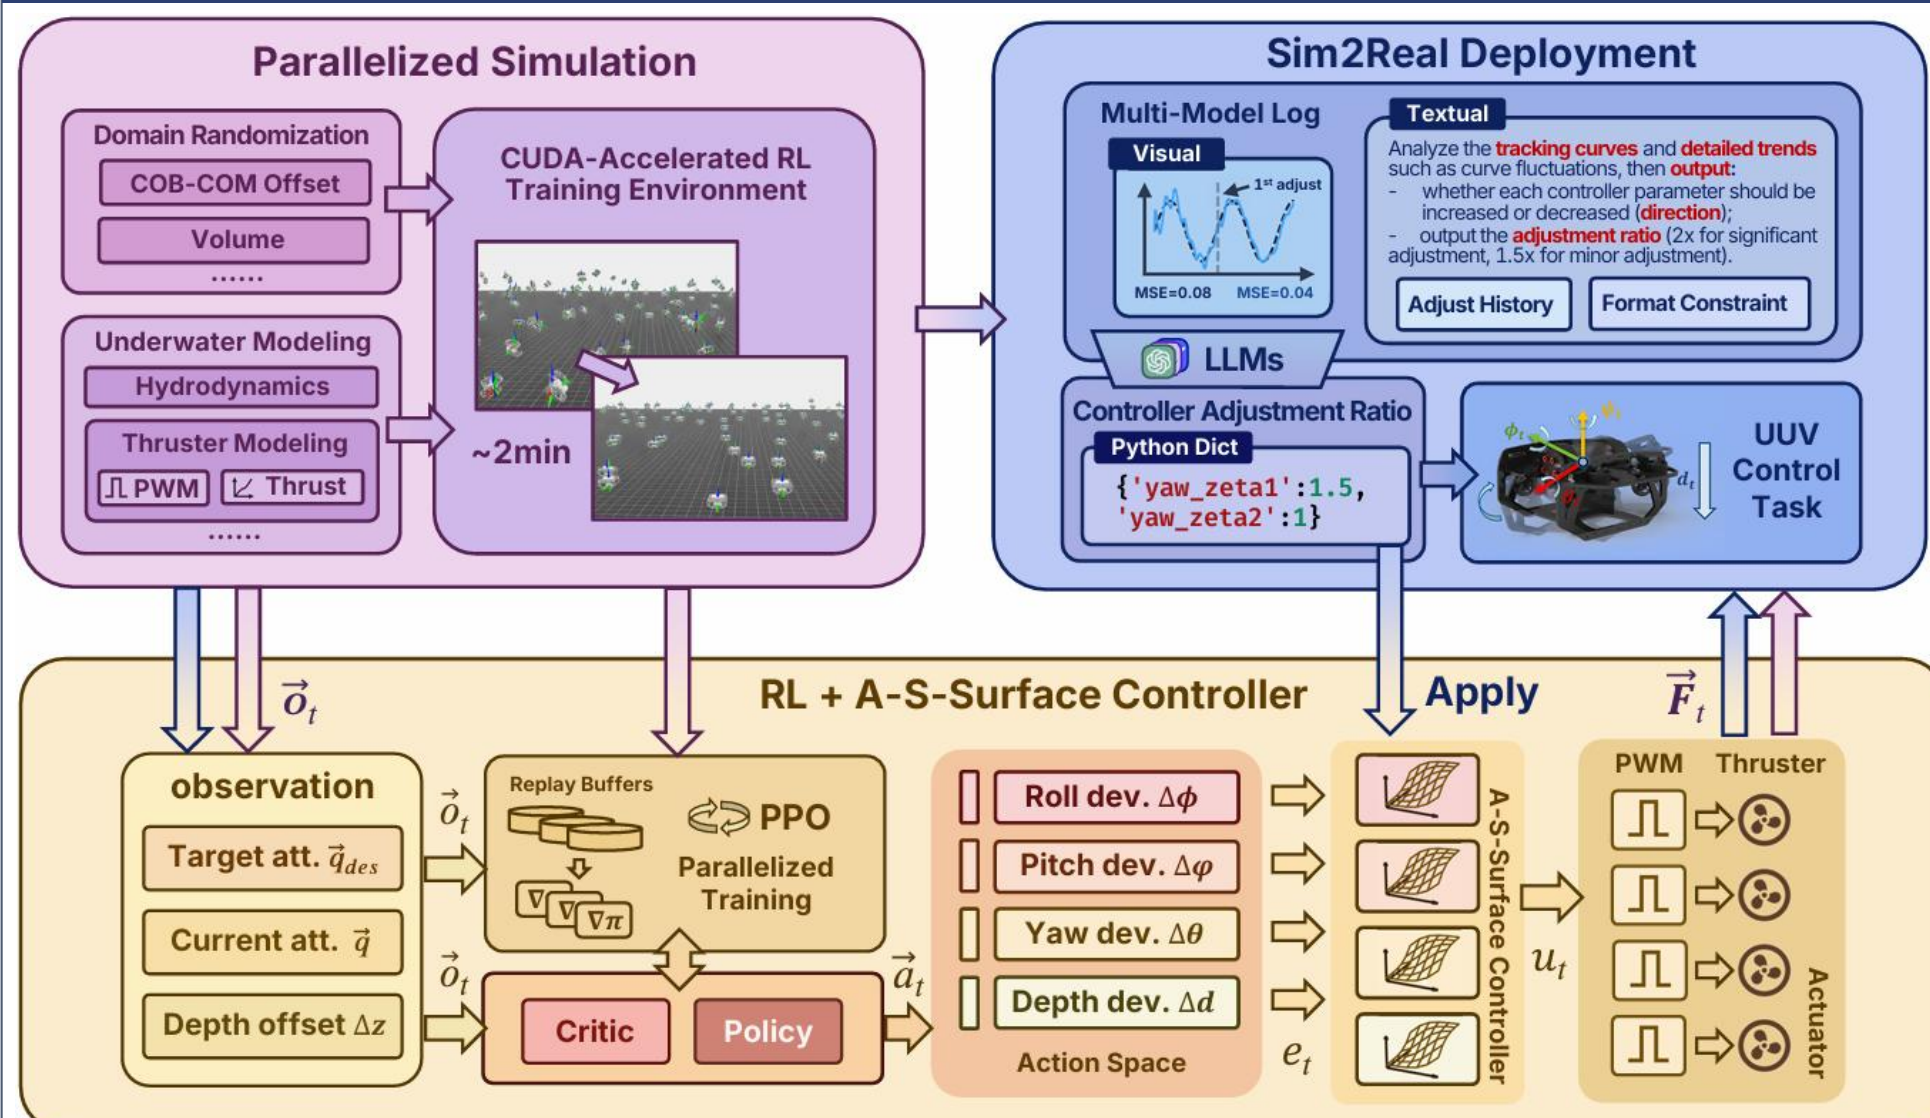 Parallelized Simulation
Domain Randomization
COB-COM Offset
Volume
......
Underwater Modeling
Hydrodynamics
Thruster Modeling
PWM
Thrust
......
CUDA-Accelerated RL
Training Environment
~2min
Sim2Real Deployment
Multi-Model Log
Visual
1st adjust
MSE=0.08
MSE=0.04
Textual
Analyze the tracking curves and detailed trends
such as curve fluctuations, then output:
- whether each controller parameter should be
increased or decreased (direction);
- output the adjustment ratio (2x for significant
adjustment, 1.5x for minor adjustment).
Adjust History
Format Constraint
LLMs
Controller Adjustment Ratio
Python Dict
{'yaw_zeta1':1.5,
'yaw_zeta2':1}
ϕt
dt
UUV
Control
Task
o⃗t
RL + A-S-Surface Controller
Apply
F⃗t
observation
Target att. q⃗des
Current att. q⃗
Depth offset Δz
o⃗t
o⃗t
Replay Buffers
∇
∇
∇π
PPO
Parallelized
Training
Critic
Policy
a⃗t
Roll dev. Δϕ
Pitch dev. Δφ
Yaw dev. Δθ
Depth dev. Δd
Action Space
et
A-S-Surface Controller
ut
PWM
Thruster
Actuator